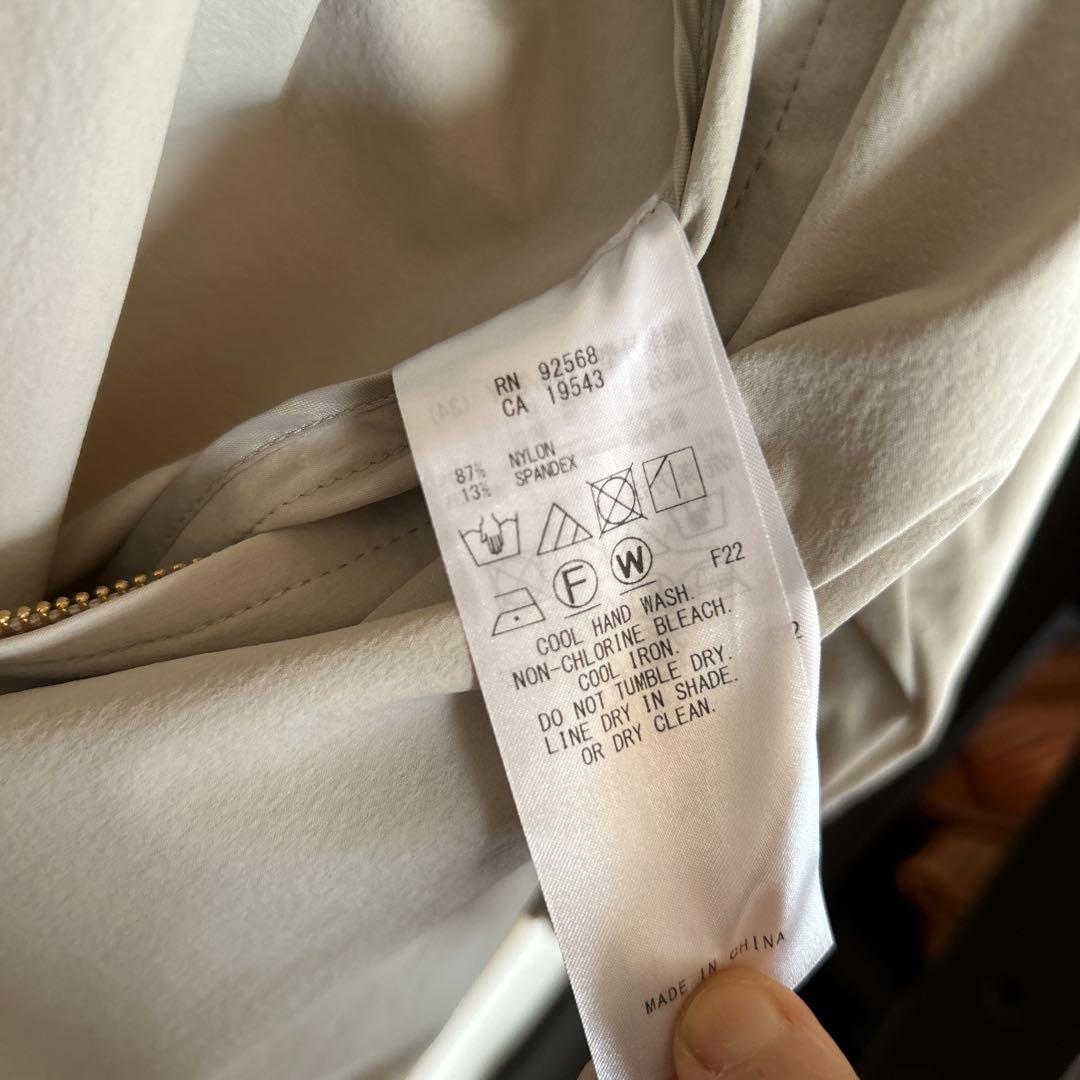 RN 92568
CA 19543
87% NYLON
13% SPANDEX
F W F22
COOL HAND WASH.
NON-CHLORINE BLEACH.
COOL IRON.
DO NOT TUMBLE DRY.
LINE DRY IN SHADE.
OR DRY CLEAN.
2
MADE IN CHINA